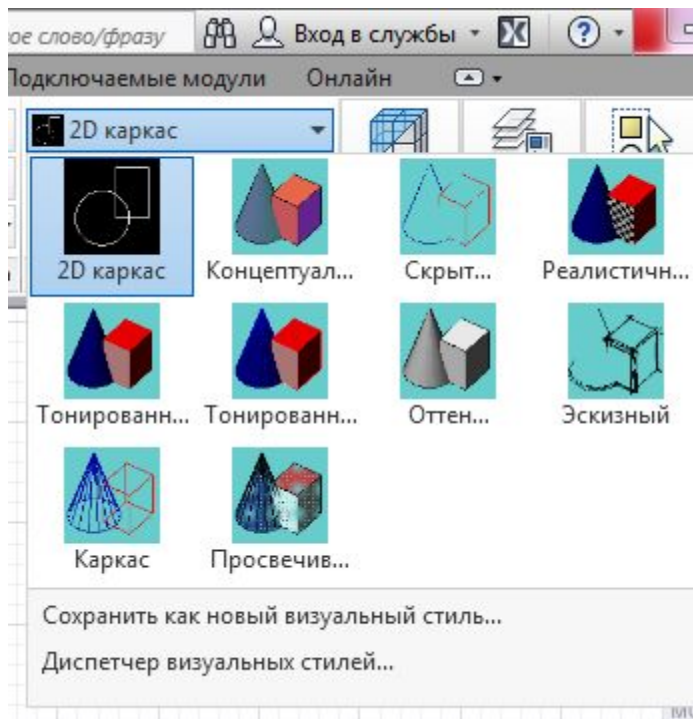 ое слово/фразу Вход в службы
Подключаемые модули Онлайн
2D каркас
2D каркас Концептуал... Скрыт... Реалистичн...
Тонированн... Тонированн... Оттен... Эскизный
Каркас Просвечив...
Сохранить как новый визуальный стиль...
Диспетчер визуальных стилей...